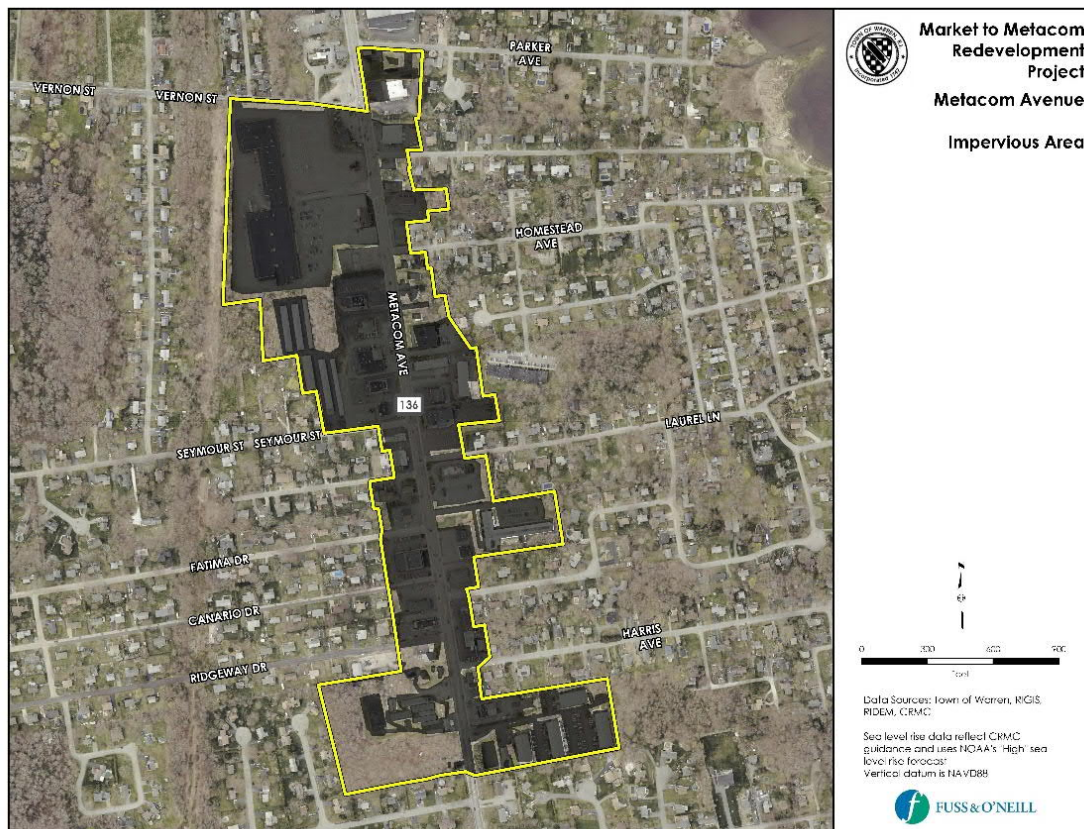 Market to Metacom
Redevelopment
Project
Metacom Avenue
Impervious Area
TOWN OF WARREN, R.I.
PARKER
AVE
VERNON ST
VERNON ST
HOMESTEAD
AVE
METACOM AVE
136
LAUREL LN
SEYMOUR ST
SEYMOUR ST
FATIMA DR
CANARIO DR
HARRIS
AVE
RIDGEWAY DR
0 300 600 900
Feet
Data Sources: Town of Warren, RIGIS,
RIDEM, CRMC
Sea level rise data reflect CRMC
guidance and uses NOAA's 'High' sea
level rise forecast
Vertical datum is NAVD88
FUSS & O'NEILL